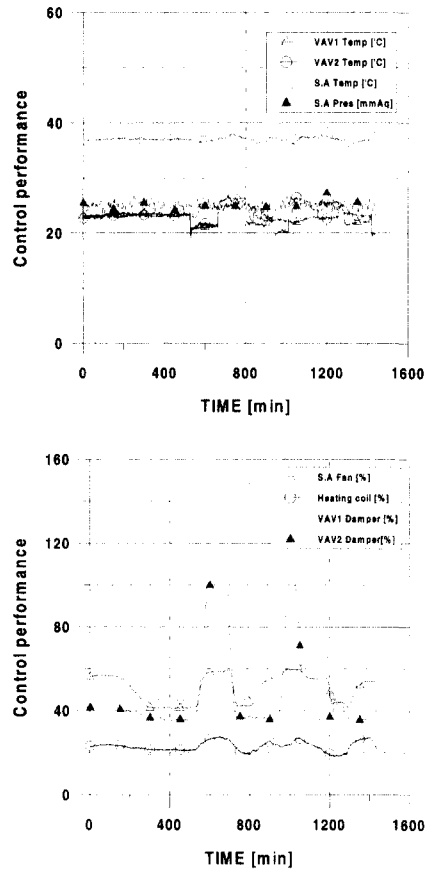 60
VAV1 Temp [°C]
VAV2 Temp [°C]
S.A Temp [°C]
S.A Pres [mmAq]
40
20
0
Control performance
0 400 800 1200 1600
TIME [min]
160
S.A Fan [%]
Heating coil [%]
VAV1 Damper [%]
VAV2 Damper[%]
120
80
40
0
Control performance
0 400 800 1200 1600
TIME [min]